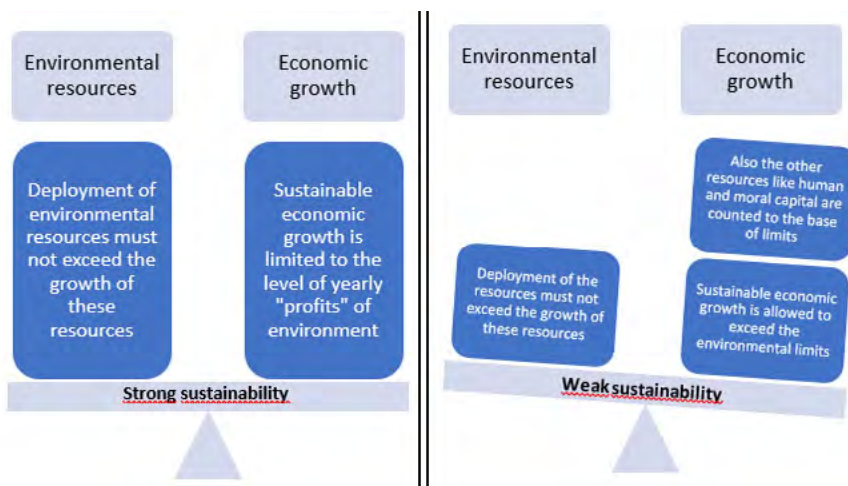 Environmental
resources
Economic
growth
Deployment of
environmental
resources must
not exceed the
growth of
these
resources
Sustainable
economic
growth is
limited to the
level of yearly
"profits" of
environment
Strong sustainability
Environmental
resources
Economic
growth
Also the other
resources like human
and moral capital are
counted to the base
of limits
Deployment of the
resources must not
exceed the growth of
these resources
Sustainable economic
growth is allowed to
exceed the
environmental limits
Weak sustainability